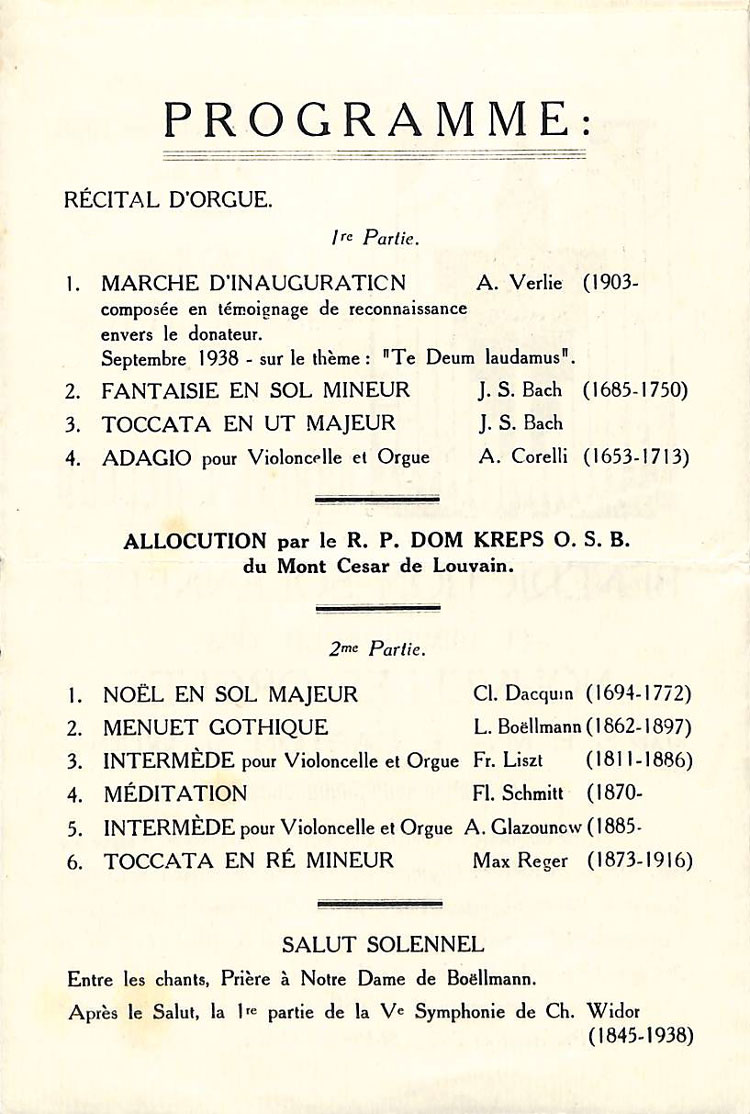 PROGRAMME:
RÉCITAL D'ORGUE.
1re Partie.
1. MARCHE D'INAUGURATION A. Verlie (1903-
composée en témoignage de reconnaissance
envers le donateur.
Septembre 1938 - sur le thème : "Te Deum laudamus".
2. FANTAISIE EN SOL MINEUR J. S. Bach (1685-1750)
3. TOCCATA EN UT MAJEUR J. S. Bach
4. ADAGIO pour Violoncelle et Orgue A. Corelli (1653-1713)
ALLOCUTION par le R. P. DOM KREPS O. S. B.
du Mont Cesar de Louvain.
2me Partie.
1. NOËL EN SOL MAJEUR Cl. Dacquin (1694-1772)
2. MENUET GOTHIQUE L. Boëllmann (1862-1897)
3. INTERMÈDE pour Violoncelle et Orgue Fr. Liszt (1811-1886)
4. MÉDITATION Fl. Schmitt (1870-
5. INTERMÈDE pour Violoncelle et Orgue A. Glazounow (1885-
6. TOCCATA EN RÉ MINEUR Max Reger (1873-1916)
SALUT SOLENNEL
Entre les chants, Prière à Notre Dame de Boëllmann.
Après le Salut, la 1re partie de la Ve Symphonie de Ch. Widor
(1845-1938)